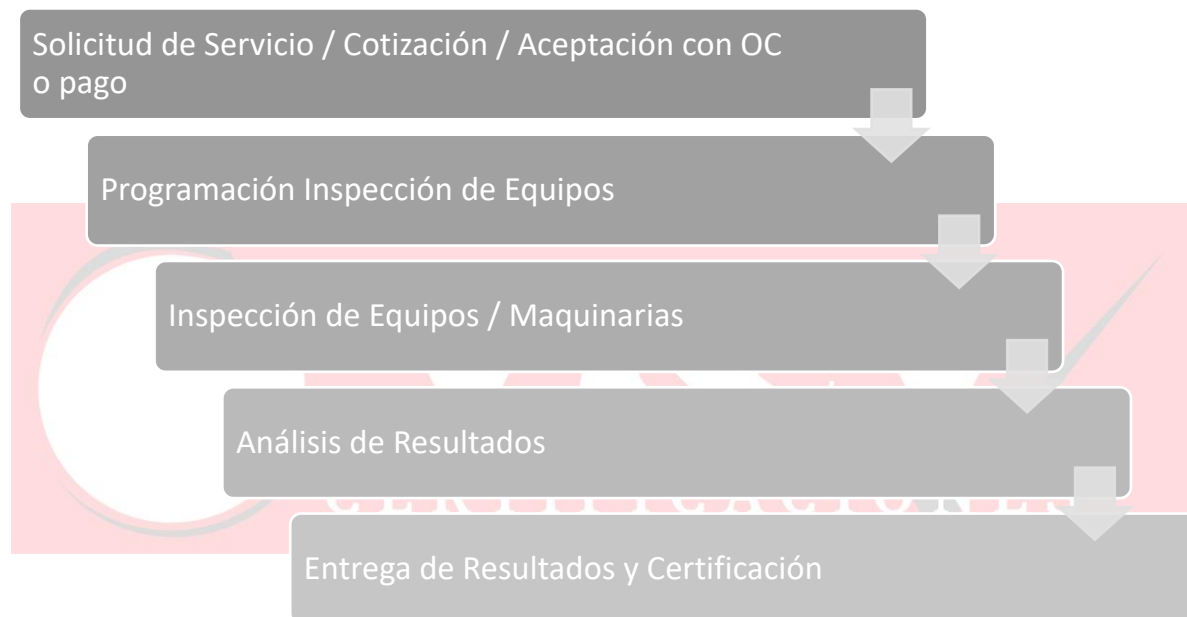 Solicitud de Servicio / Cotización / Aceptación con OC
o pago
Programación Inspección de Equipos
Inspección de Equipos / Maquinarias
Análisis de Resultados
Entrega de Resultados y Certificación